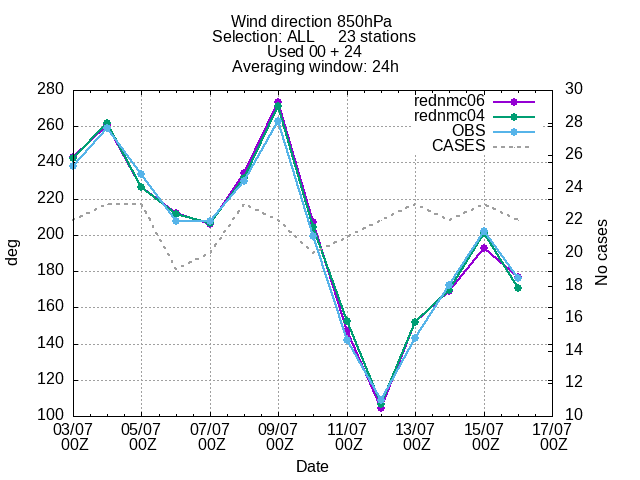 Wind direction 850hPa
Selection: ALL 23 stations
Used 00 + 24
Averaging window: 24h
280 30
rednmc06
rednmc04
OBS
CASES
260 28
26
240 24
220 22
200 20
180 18
160 16
140 14
120 12
100 10
deg
No cases
03/07 05/07 07/07 09/07 11/07 13/07 15/07 17/07
00Z 00Z 00Z 00Z 00Z 00Z 00Z 00Z
Date